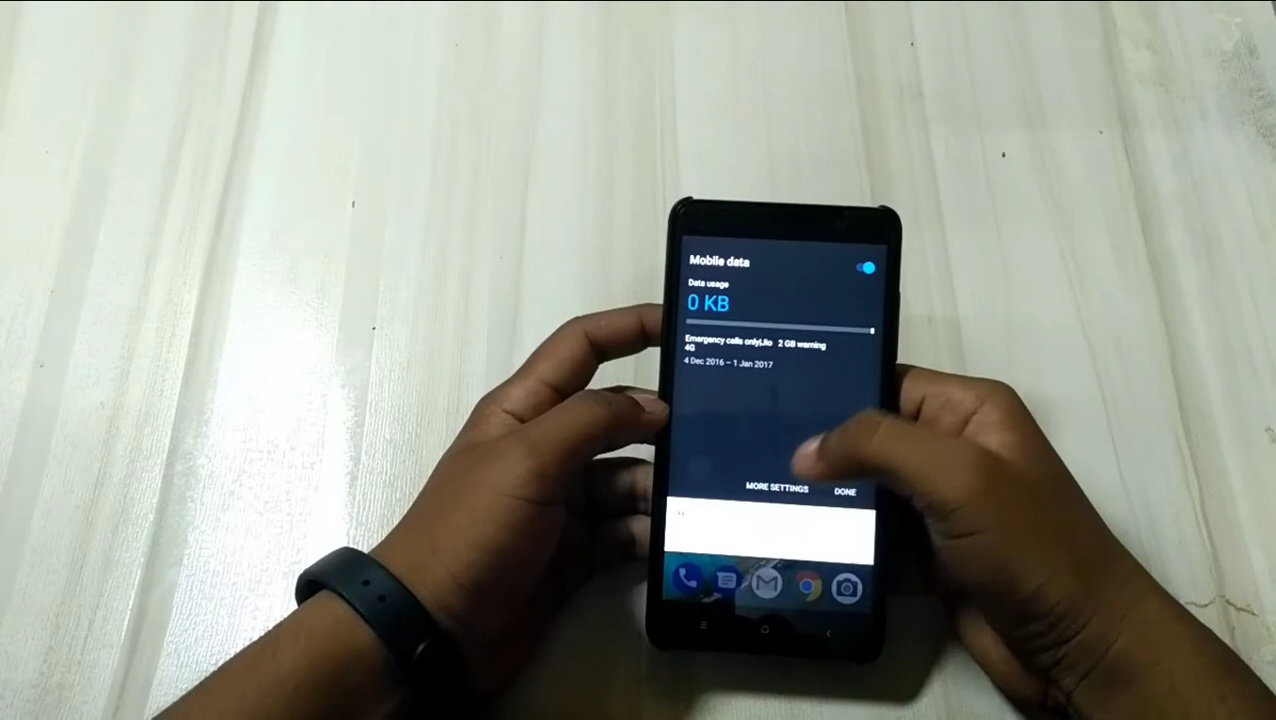 Mobile data
Data usage
0 KB
Emergency calls only|Jio 2 GB warning
4G
4 Dec 2016 – 1 Jan 2017
MORE SETTINGS DONE